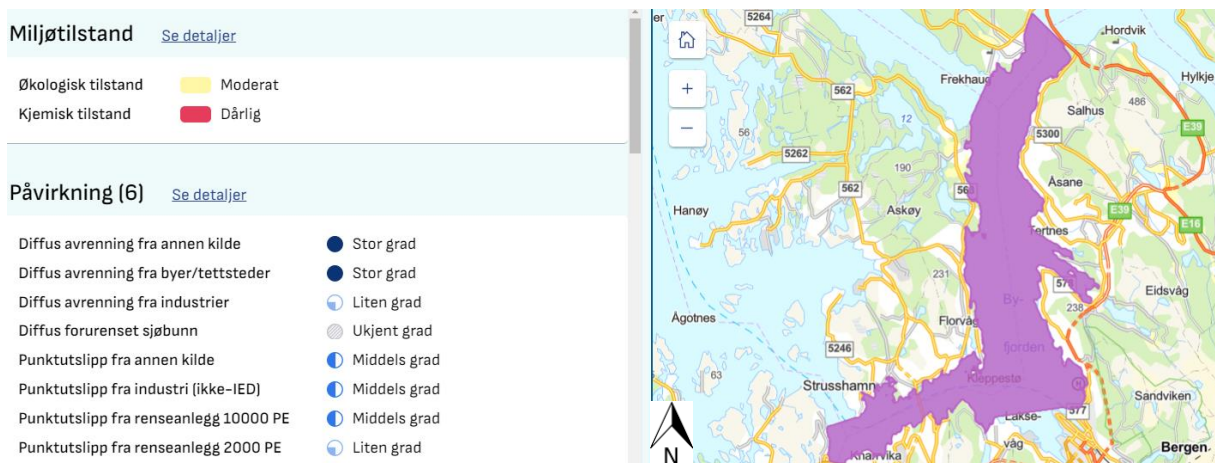 Miljøtilstand Se detaljer
Økologisk tilstand Moderat
Kjemisk tilstand Dårlig
Påvirkning (6) Se detaljer
Diffus avrenning fra annen kilde Stor grad
Diffus avrenning fra byer/tettsteder Stor grad
Diffus avrenning fra industrier Liten grad
Diffus forurenset sjøbunn Ukjent grad
Punktutslipp fra annen kilde Middels grad
Punktutslipp fra industri (ikke-IED) Middels grad
Punktutslipp fra renseanlegg 10000 PE Middels grad
Punktutslipp fra renseanlegg 2000 PE Liten grad
5264
Hordvik
Frekhaug
Hylkje
562
Salhus
486
12
56
5300
E39
5262
190
562
Åsane
Hanøy
Askøy
E39
E16
231
Eidsvåg
238
Ågotnes
By-
Florvåg
fjorden
5246
63
Kleppestø
Strusshamn
Sandviken
577
Lakse-
våg
Bergen
N